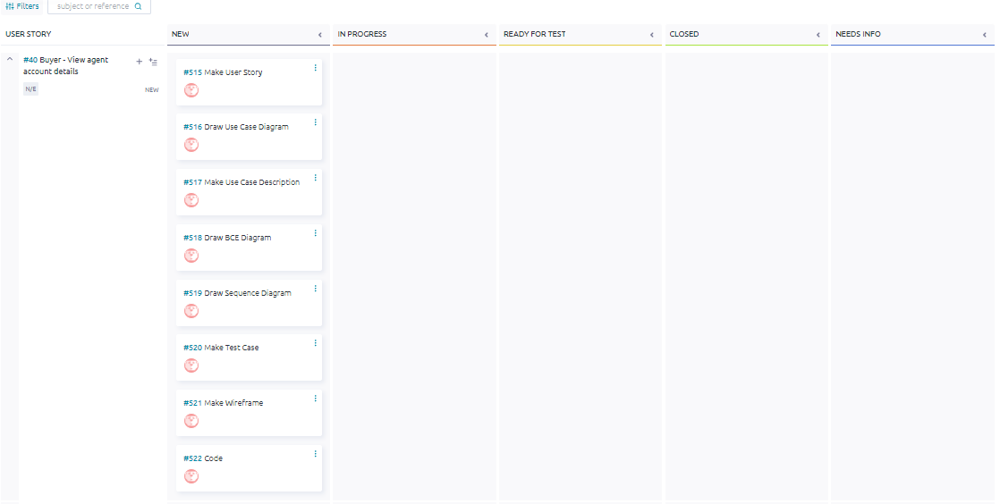 Filters
subject or reference
USER STORY
NEW
IN PROGRESS
READY FOR TEST
CLOSED
NEEDS INFO
#40 Buyer - View agent
account details
N/E
NEW
#515 Make User Story
#516 Draw Use Case Diagram
#517 Make Use Case Description
#518 Draw BCE Diagram
#519 Draw Sequence Diagram
#520 Make Test Case
#521 Make Wireframe
#522 Code